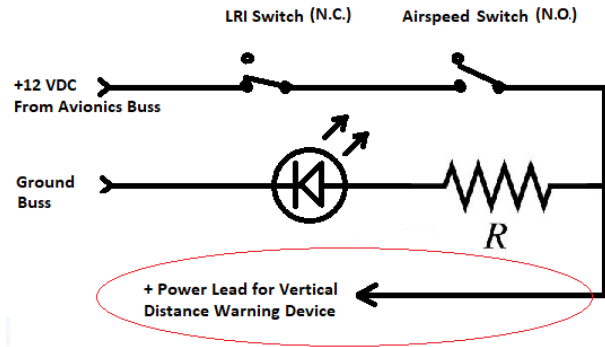 LRI Switch (N.C.)
Airspeed Switch (N.O.)
+12 VDC
From Avionics Buss
Ground
Buss
R
+ Power Lead for Vertical
Distance Warning Device